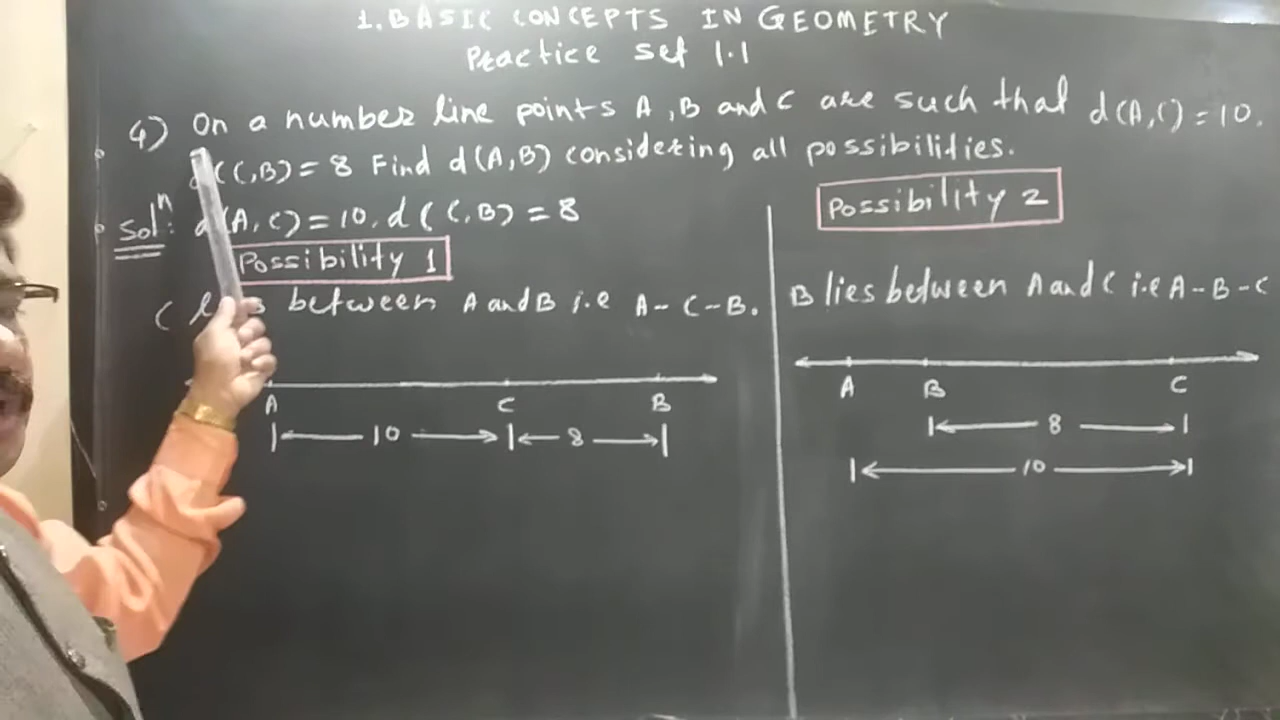 1. BASIC CONCEPTS IN GEOMETRY
Practice set 1.1
4) On a number line points A, B and C are such that d(A,C) = 10,
(C,B) = 8 Find d(A,B) considering all possibilities.
Solⁿ: d(A,C) = 10, d(C,B) = 8
Possibility 1
C between A and B i.e A-C-B.
A C B
10 8
Possibility 2
B lies between A and C i.e A-B-C
A B C
8
10